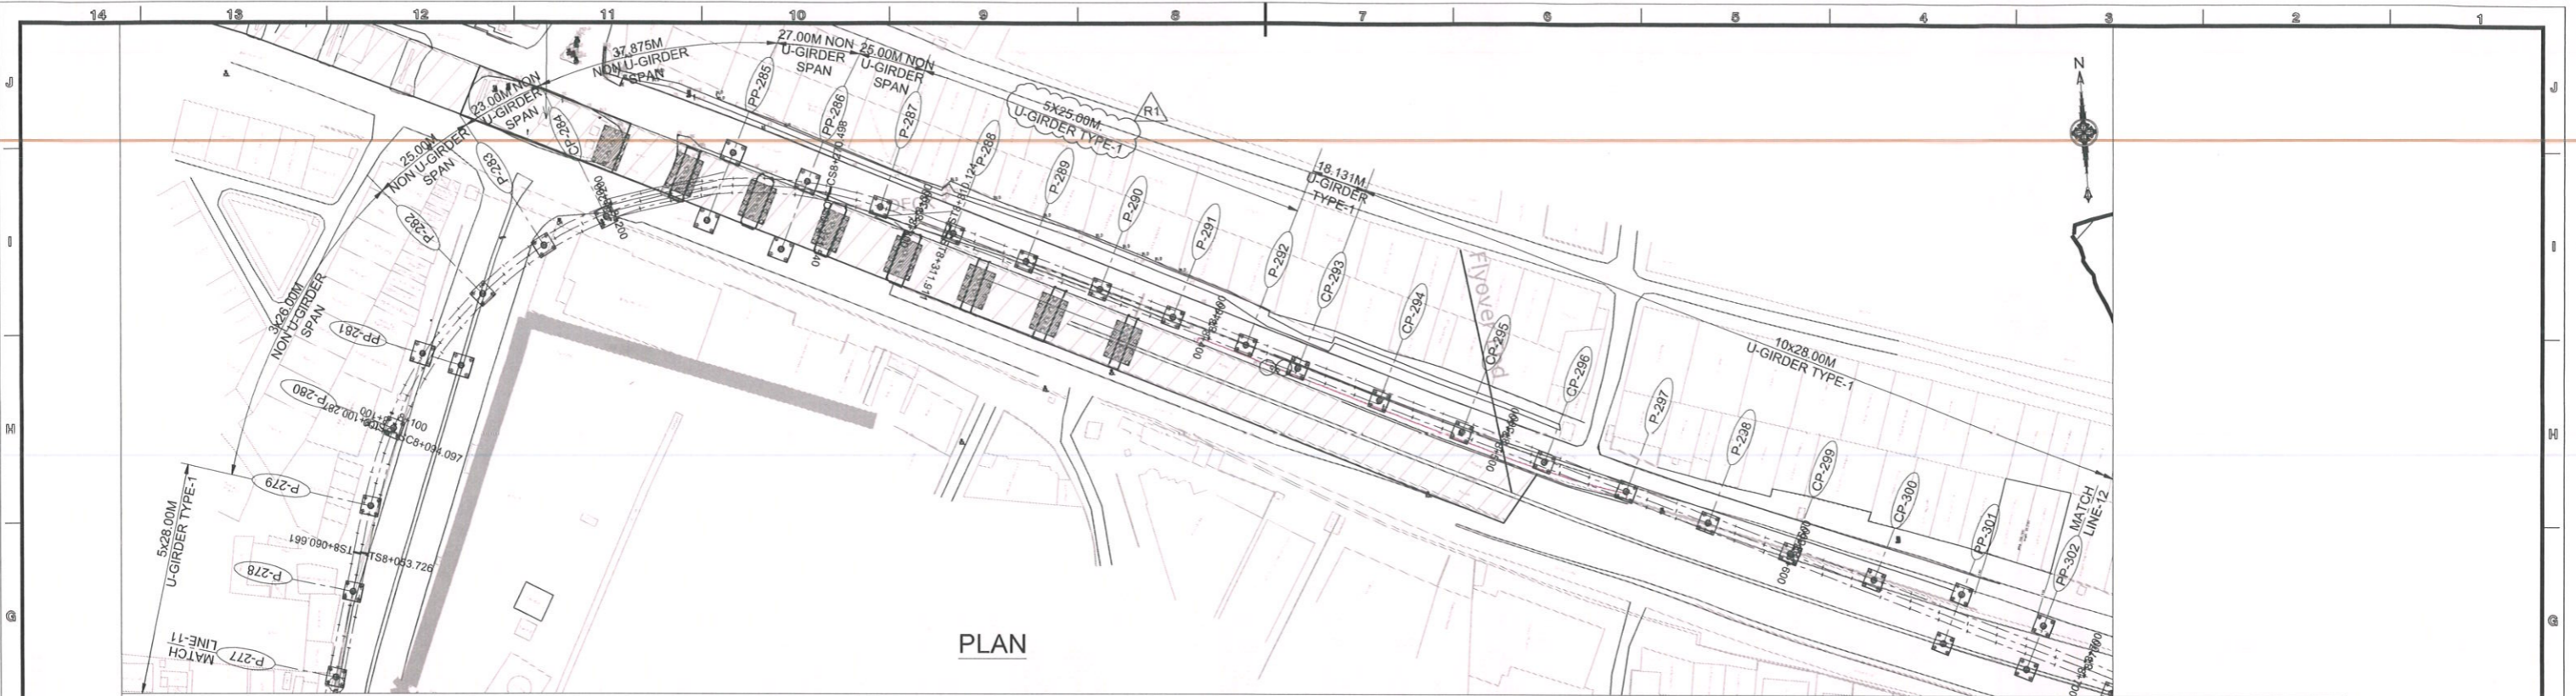 14 13 12 11 10 9 8 7 6 5 4 3 2 1
J
J
I
I
H
H
G
G
N
23.00M NON
U-GIRDER
SPAN
37.875M
NON U-GIRDER
SPAN
27.00M NON
U-GIRDER
SPAN
25.00M NON
U-GIRDER
SPAN
5X25.00M.
U-GIRDER TYPE-1
R1
18.131M.
U-GIRDER
TYPE-1
10x28.00M
U-GIRDER TYPE-1
25.00M
NON U-GIRDER
SPAN
3x26.00M
NON U-GIRDER
SPAN
5x28.00M
U-GIRDER TYPE-1
MATCH
LINE-11
P-277
P-278
P-279
P-280
PP-281
P-282
P-283
CP-284
PP-285
PP-286
P-287
P-288
P-289
P-290
P-291
P-292
CP-293
CP-294
CP-295
CP-296
P-297
P-298
CP-299
CP-300
PP-301
PP-302
MATCH
LINE-12
TS8+060.661
TS8+053.726
SC8+094.097
DECK
Flyover
PLAN